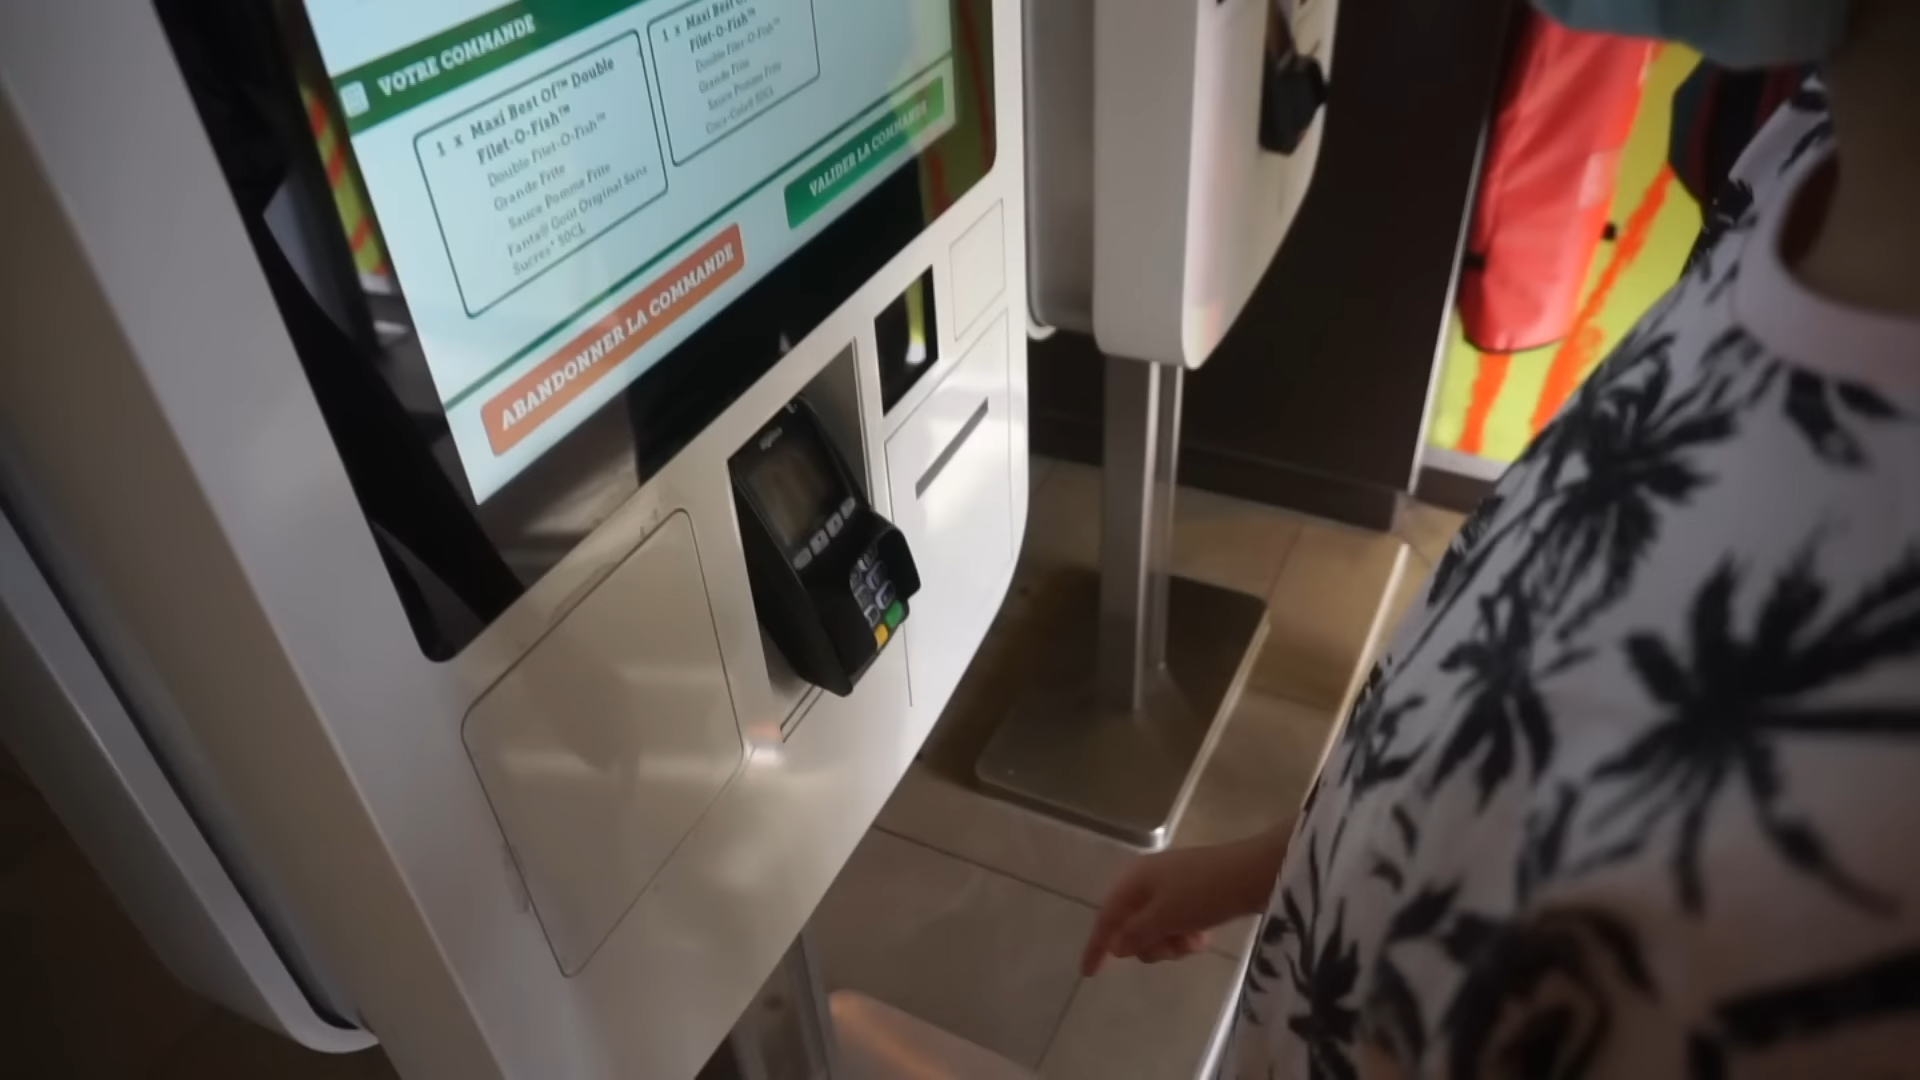 VOTRE COMMANDE
1 x Maxi Best Of™ Double
Filet-O-Fish™
Double Filet-O-Fish™
Grande Frite
Sauce Pomme Frite
Fanta® Goût Original Sans
Sucres* 50CL
1 x Maxi Best Of
Filet-O-Fish™
Double Filet-O-Fish™
Grande Frite
Sauce Pomme Frite
Coca-Cola® 50CL
ABANDONNER LA COMMANDE
VALIDER LA COMMANDE